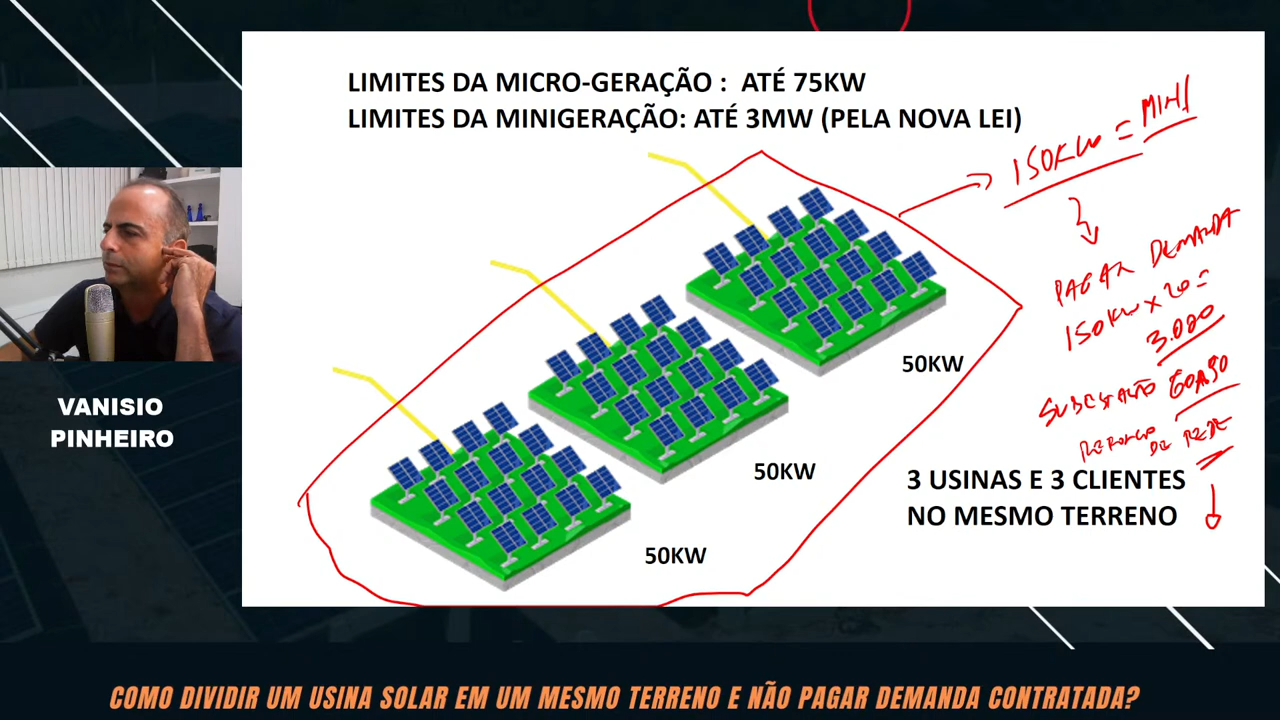 LIMITES DA MICRO-GERAÇÃO : ATÉ 75KW
LIMITES DA MINIGERAÇÃO: ATÉ 3MW (PELA NOVA LEI)
150KW = MINI
PAGAR DEMANDA
150KW x 20 =
3.000
SUBESTAÇÃO
REFORÇO
DE REDE
50KW
50KW
50KW
3 USINAS E 3 CLIENTES
NO MESMO TERRENO
VANISIO
PINHEIRO
COMO DIVIDIR UM USINA SOLAR EM UM MESMO TERRENO E NÃO PAGAR DEMANDA CONTRATADA?